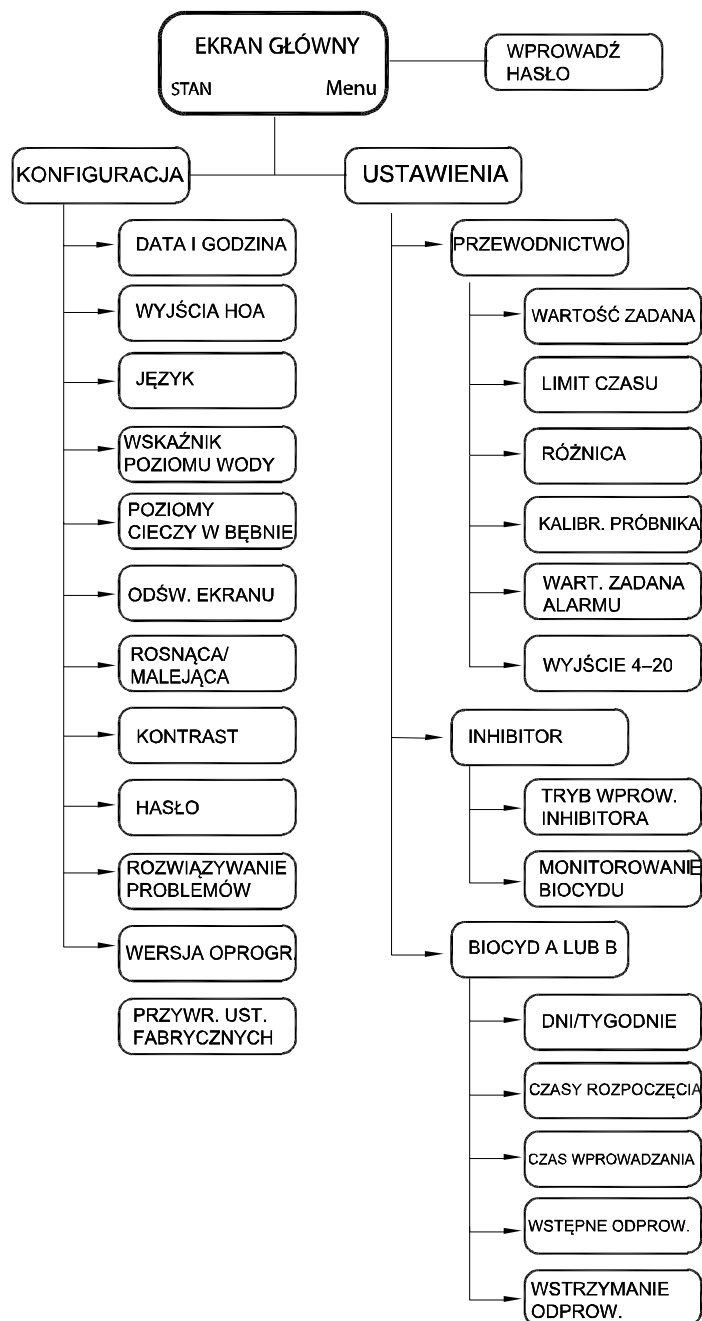 EKRAN GŁÓWNY
STAN Menu
WPROWADŹ
HASŁO
KONFIGURACJA
DATA I GODZINA
WYJŚCIA HOA
JĘZYK
WSKAŹNIK
POZIOMU WODY
POZIOMY
CIECZY W BĘBNIE
ODŚW. EKRANU
ROSNĄCA/
MALEJĄCA
KONTRAST
HASŁO
ROZWIĄZYWANIE
PROBLEMÓW
WERSJA OPROGR.
PRZYWR. UST.
FABRYCZNYCH
USTAWIENIA
PRZEWODNICTWO
WARTOŚĆ ZADANA
LIMIT CZASU
RÓŻNICA
KALIBR. PRÓBNIKA
WART. ZADANA
ALARMU
WYJŚCIE 4–20
INHIBITOR
TRYB WPROW.
INHIBITORA
MONITOROWANIE
BIOCYDU
BIOCYD A LUB B
DNI/TYGODNIE
CZASY ROZPOCZĘCIA
CZAS WPROWADZANIA
WSTĘPNE ODPROW.
WSTRZYMANIE
ODPROW.